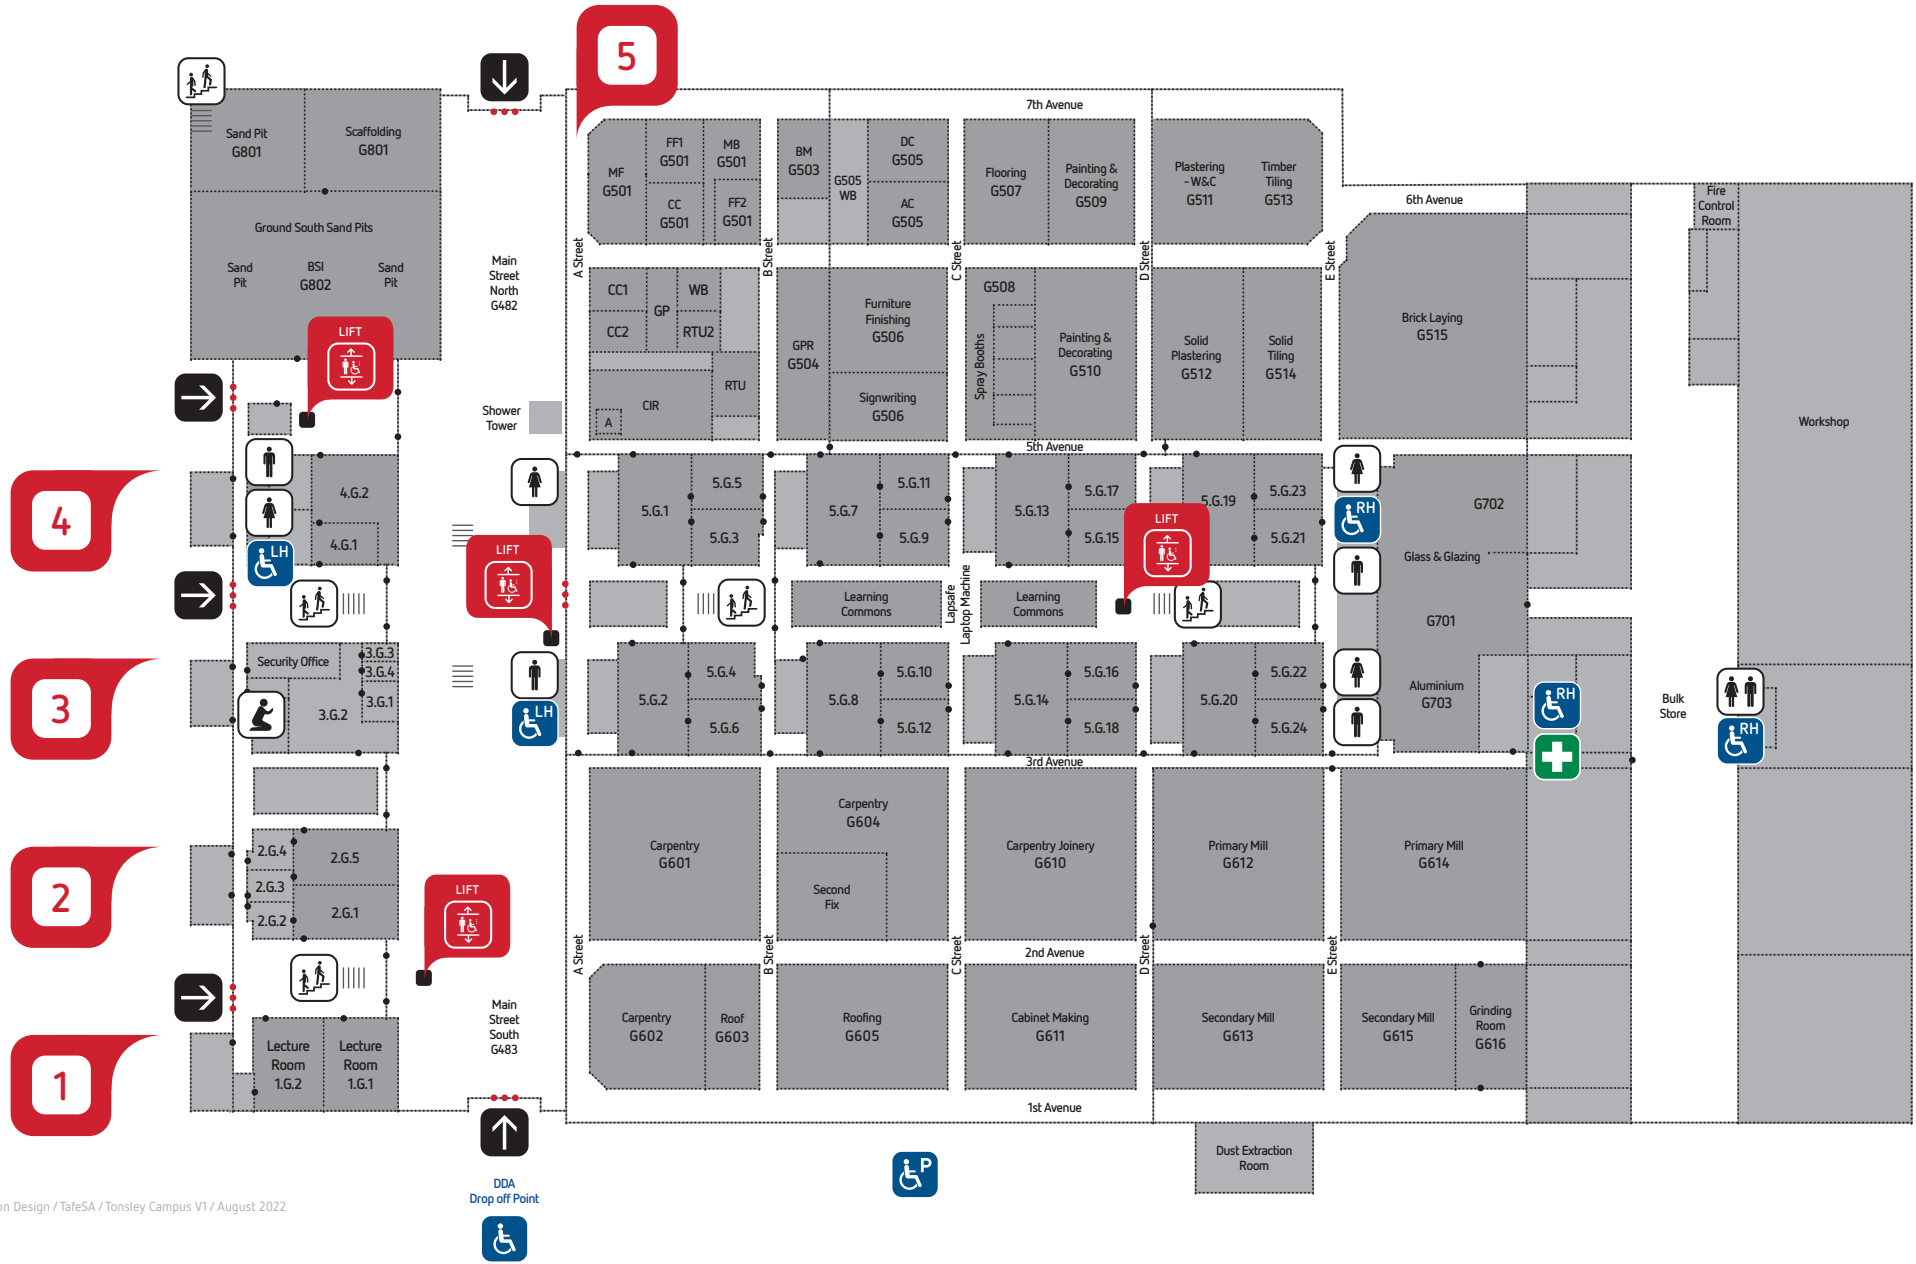 5
7th Avenue
Sand Pit
G801
Scaffolding
G801
MF
G501
FF1
G501
MB
G501
CC
G501
FF2
G501
BM
G503
G505
WB
DC
G505
AC
G505
Flooring
G507
Painting &
Decorating
G509
Plastering
- W&C
G511
Timber
Tiling
G513
6th Avenue
Fire
Control
Room
Ground South Sand Pits
Sand
Pit
BSI
G802
Sand
Pit
Main
Street
North
G482
A Street
B Street
C Street
D Street
E Street
LIFT
CC1
GP
WB
CC2
RTU2
RTU
CIR
A
GPR
G504
Furniture
Finishing
G506
Signwriting
G506
G508
Spray Booths
Painting &
Decorating
G510
Solid
Plastering
G512
Solid
Tiling
G514
Brick Laying
G515
Workshop
Shower
Tower
5th Avenue
4
4.G.2
4.G.1
LH
LIFT
5.G.1
5.G.5
5.G.3
5.G.7
5.G.11
5.G.9
5.G.13
5.G.17
5.G.15
LIFT
5.G.19
5.G.23
5.G.21
RH
G702
Glass & Glazing
G701
Aluminium
G703
Learning
Commons
Lapsafe
Laptop Machine
Learning
Commons
3
Security Office
3.G.3
3.G.4
3.G.1
3.G.2
LH
5.G.2
5.G.4
5.G.6
5.G.8
5.G.10
5.G.12
5.G.14
5.G.16
5.G.18
5.G.20
5.G.22
5.G.24
RH
Bulk
Store
RH
3rd Avenue
2
2.G.4
2.G.3
2.G.2
2.G.5
2.G.1
LIFT
Carpentry
G601
Carpentry
G604
Second
Fix
Carpentry Joinery
G610
Primary Mill
G612
Primary Mill
G614
A Street
B Street
C Street
D Street
E Street
2nd Avenue
1
Lecture
Room
1.G.2
Lecture
Room
1.G.1
Main
Street
South
G483
Carpentry
G602
Roof
G603
Roofing
G605
Cabinet Making
G611
Secondary Mill
G613
Secondary Mill
G615
Grinding
Room
G616
1st Avenue
Dust Extraction
Room
P
DDA
Drop off Point
on Design / TafeSA / Tonsley Campus V1 / August 2022